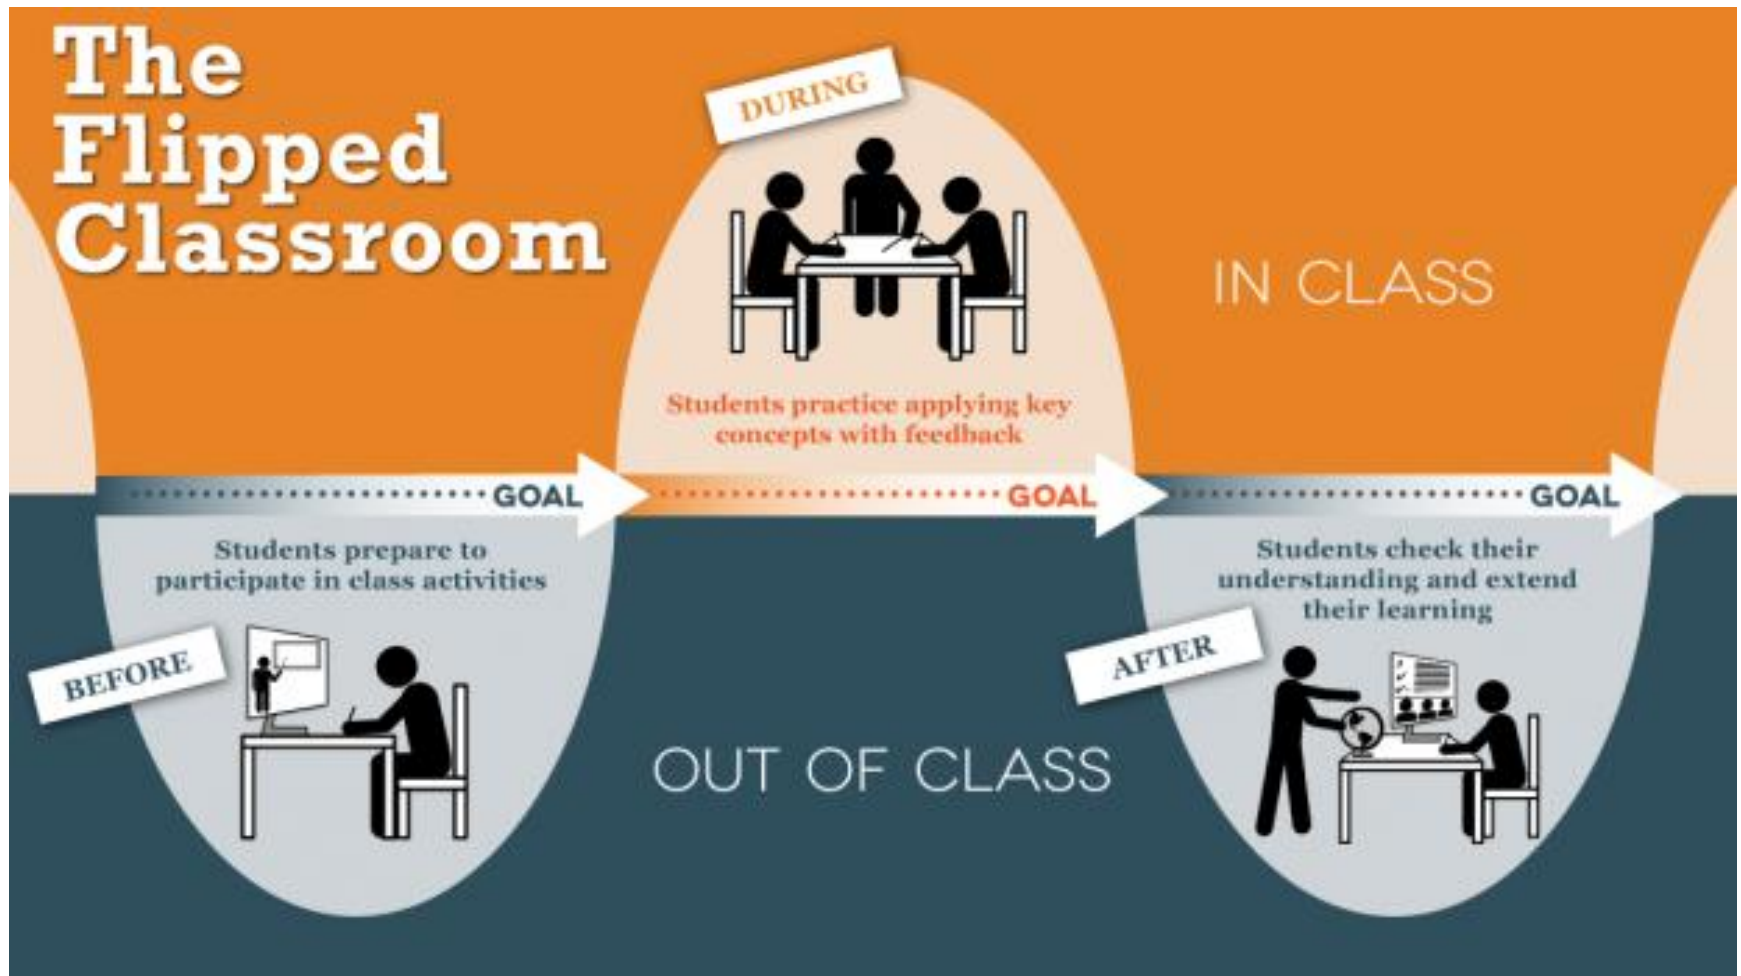 The
Flipped
Classroom
DURING
IN CLASS
Students practice applying key
concepts with feedback
GOAL
GOAL
GOAL
Students prepare to
participate in class activities
BEFORE
OUT OF CLASS
Students check their
understanding and extend
their learning
AFTER